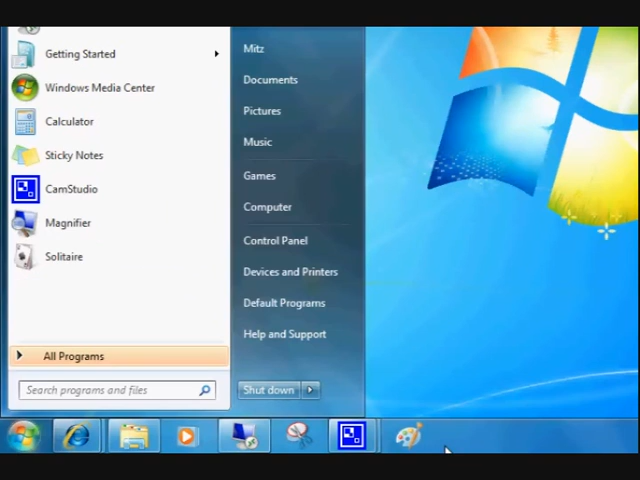 Getting Started
Windows Media Center
Calculator
Sticky Notes
CamStudio
Magnifier
Solitaire
All Programs
Search programs and files
Mitz
Documents
Pictures
Music
Games
Computer
Control Panel
Devices and Printers
Default Programs
Help and Support
Shut down